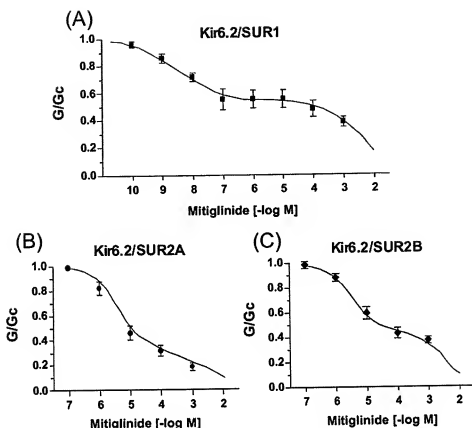 (A)
Kir6.2/SUR1
G/Gc
1.0
0.8
0.6
0.4
0.2
0.0
10 9 8 7 6 5 4 3 2
Mitiglinide [-log M]
(B)
Kir6.2/SUR2A
G/Gc
1.0
0.8
0.6
0.4
0.2
0.0
7 6 5 4 3 2
Mitiglinide [-log M]
(C)
Kir6.2/SUR2B
G/Gc
1.0
0.8
0.6
0.4
0.2
0.0
7 6 5 4 3 2
Mitiglinide [-log M]